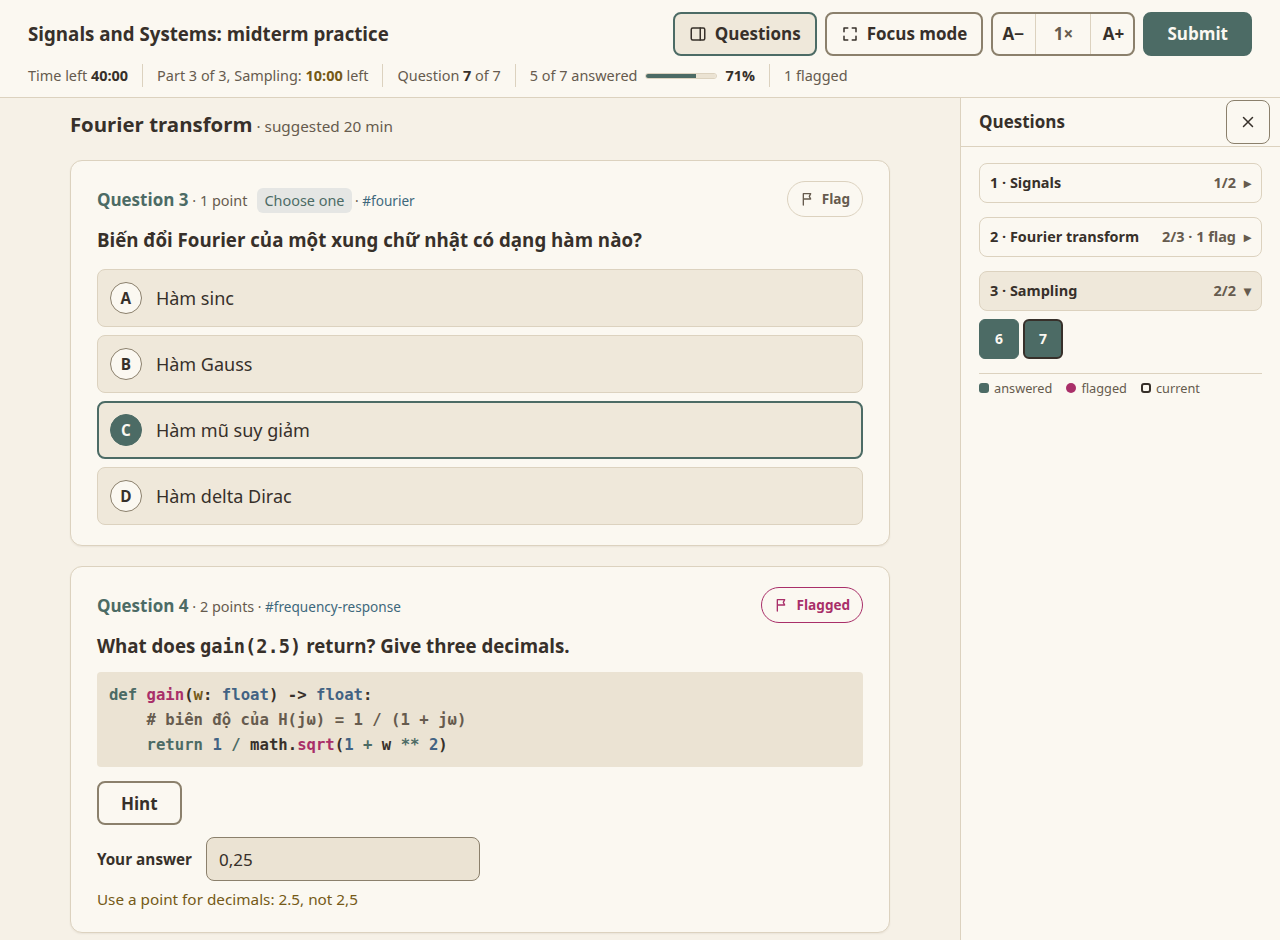 Signals and Systems: midterm practice
Questions
Focus mode
A−
1×
A+
Submit
Time left 40:00
Part 3 of 3, Sampling: 10:00 left
Question 7 of 7
5 of 7 answered
71%
1 flagged
Fourier transform · suggested 20 min
Question 3 · 1 point Choose one · #fourier
Flag
Biến đổi Fourier của một xung chữ nhật có dạng hàm nào?
A Hàm sinc
B Hàm Gauss
C Hàm mũ suy giảm
D Hàm delta Dirac
Question 4 · 2 points · #frequency-response
Flagged
What does gain(2.5) return? Give three decimals.
def gain(w: float) -> float:
    # biên độ của H(jω) = 1 / (1 + jω)
    return 1 / math.sqrt(1 + w ** 2)
Hint
Your answer 0,25
Use a point for decimals: 2.5, not 2,5
Questions
1 · Signals 1/2 ▸
2 · Fourier transform 2/3 · 1 flag ▸
3 · Sampling 2/2 ▾
6 7
answered flagged current